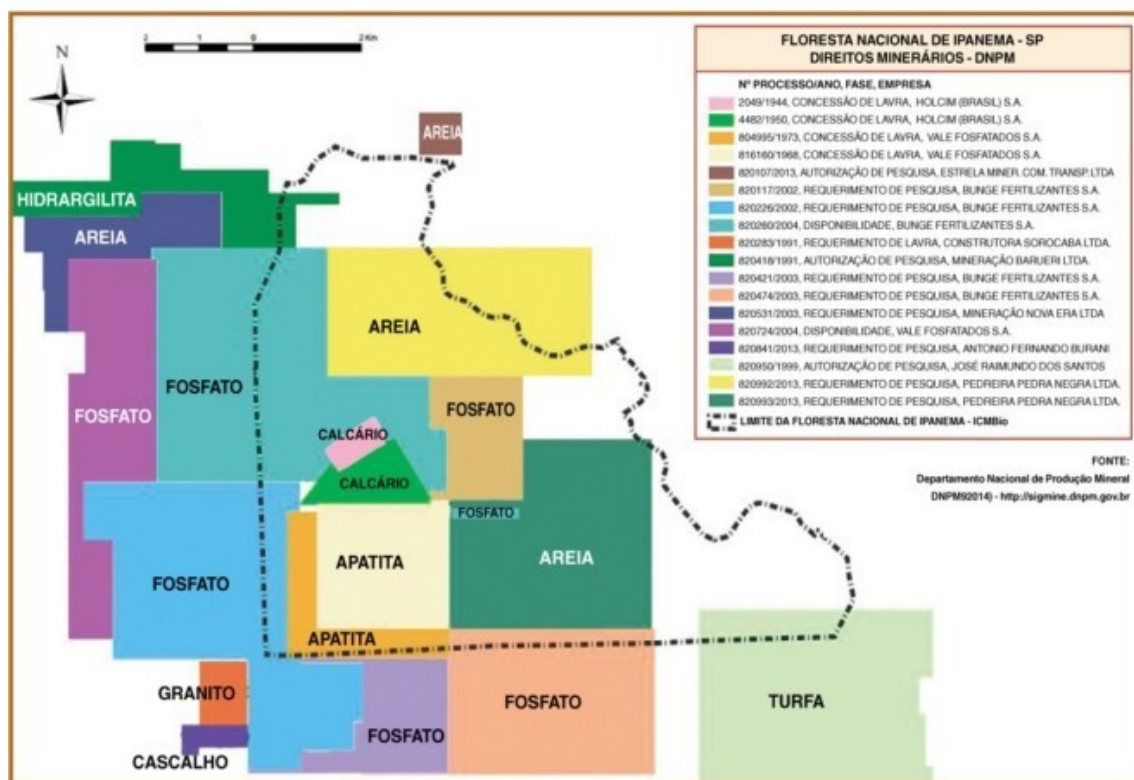 FLORESTA NACIONAL DE IPANEMA - SP
DIREITOS MINERÁRIOS - DNPM
Nº PROCESSO/ANO, FASE, EMPRESA
2049/1944, CONCESSÃO DE LAVRA, HOLCIM (BRASIL) S.A.
4482/1950, CONCESSÃO DE LAVRA, HOLCIM (BRASIL) S.A.
804995/1973, CONCESSÃO DE LAVRA, VALE FOSFATADOS S.A.
816160/1968, CONCESSÃO DE LAVRA, VALE FOSFATADOS S.A.
820107/2013, AUTORIZAÇÃO DE PESQUISA, ESTRELA MINER. COM. TRANSP. LTDA
820117/2002, REQUERIMENTO DE PESQUISA, BUNGE FERTILIZANTES S.A.
820226/2002, REQUERIMENTO DE PESQUISA, BUNGE FERTILIZANTES S.A.
820260/2004, DISPONIBILIDADE, BUNGE FERTILIZANTES S.A.
820283/1991, REQUERIMENTO DE LAVRA, CONSTRUTORA SOROCABA LTDA.
820418/1991, AUTORIZAÇÃO DE PESQUISA, MINERAÇÃO BARUERI LTDA.
820421/2003, REQUERIMENTO DE PESQUISA, BUNGE FERTILIZANTES S.A.
820474/2003, REQUERIMENTO DE PESQUISA, BUNGE FERTILIZANTES S.A.
820531/2003, REQUERIMENTO DE PESQUISA, MINERAÇÃO NOVA ERA LTDA
820724/2004, DISPONIBILIDADE, VALE FOSFATADOS S.A.
820841/2013, REQUERIMENTO DE PESQUISA, ANTONIO FERNANDO BURANI
820950/1999, AUTORIZAÇÃO DE PESQUISA, JOSÉ RAIMUNDO DOS SANTOS
820992/2013, REQUERIMENTO DE PESQUISA, PEDREIRA PEDRA NEGRA LTDA.
820993/2013, REQUERIMENTO DE PESQUISA, PEDREIRA PEDRA NEGRA LTDA.
LIMITE DA FLORESTA NACIONAL DE IPANEMA - ICMBio
FONTE:
Departamento Nacional de Produção Mineral
DNPM92014) - http://sigmine.dnpm.gov.br
2 1 0 2 Km
N
AREIA
HIDRARGILITA
AREIA
AREIA
FOSFATO
FOSFATO
FOSFATO
CALCÁRIO
CALCÁRIO
FOSFATO
AREIA
APATITA
FOSFATO
APATITA
GRANITO
FOSFATO
TURFA
FOSFATO
CASCALHO